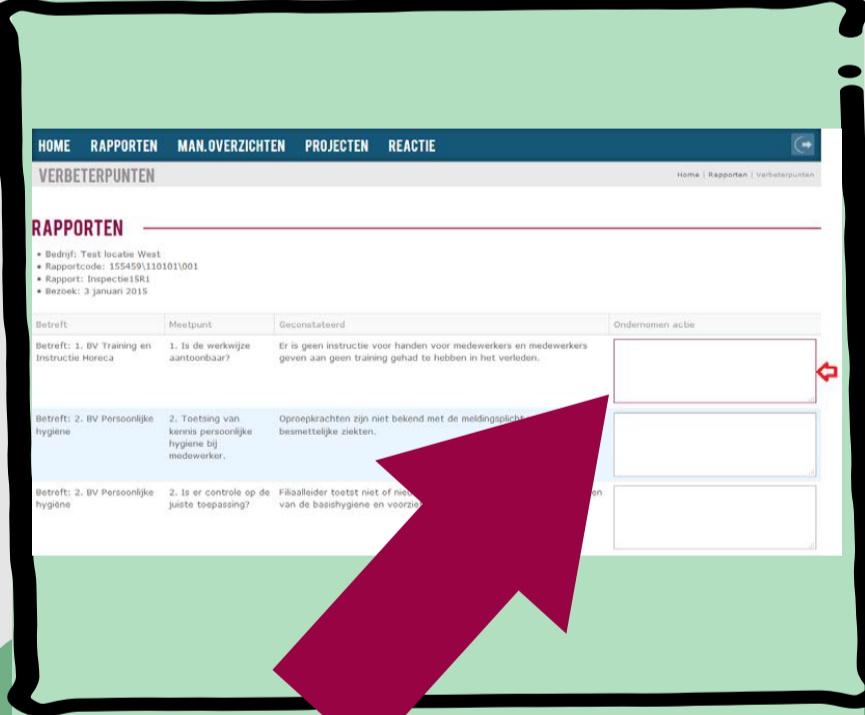 HOME RAPPORTEN MAN.OVERZICHTEN PROJECTEN REACTIE
VERBETERPUNTEN
Home | Rapporten | Verbeterpunten
RAPPORTEN
• Bedrijf: Test locatie West
• Rapportcode: 155459\110101\001
• Rapport: Inspectie1SR1
• Bezoek: 3 januari 2015
Betreft Meetpunt Geconstateerd Ondernomen actie
Betreft: 1. BV Training en
Instructie Horeca
1. Is de werkwijze
aantoonbaar?
Er is geen instructie voor handen voor medewerkers en medewerkers
geven aan geen training gehad te hebben in het verleden.
Betreft: 2. BV Persoonlijke
hygiëne
2. Toetsing van
kennis persoonlijke
hygiene bij
medewerker.
Oproepkrachten zijn niet bekend met de meldingsplicht
besmettelijke ziekten.
Betreft: 2. BV Persoonlijke
hygiëne
2. Is er controle op de
juiste toepassing?
Filiaalleider toetst niet of
van de basishygiene en